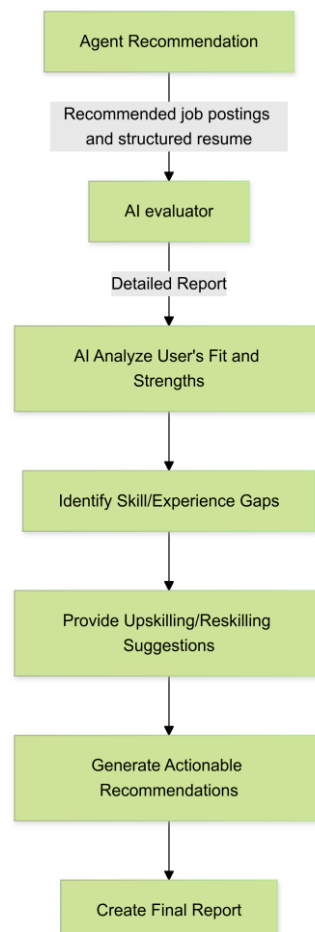 Agent Recommendation
Recommended job postings
and structured resume
AI evaluator
Detailed Report
AI Analyze User's Fit and
Strengths
Identify Skill/Experience Gaps
Provide Upskilling/Reskilling
Suggestions
Generate Actionable
Recommendations
Create Final Report